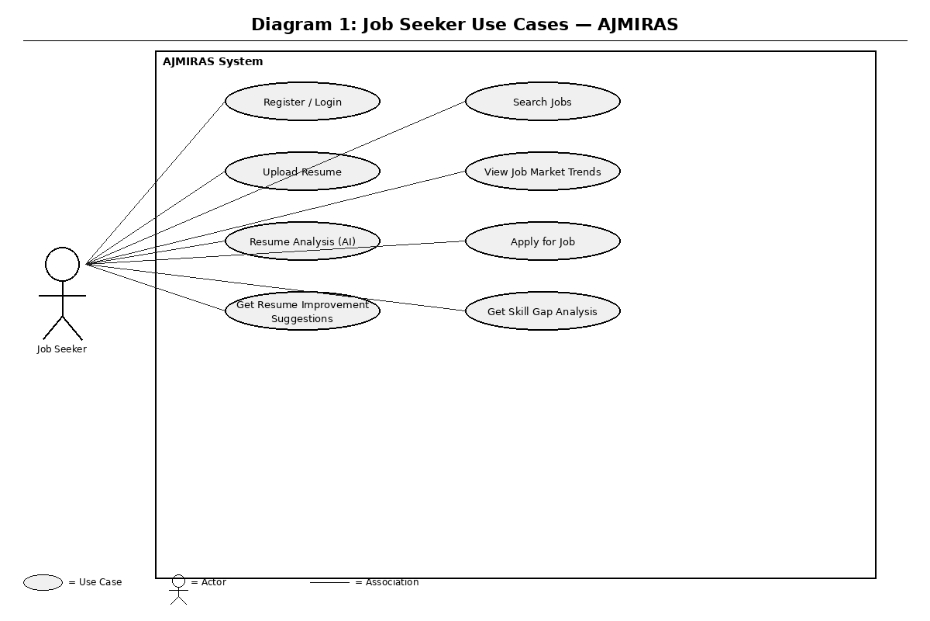 Diagram 1: Job Seeker Use Cases — AJMIRAS
AJMIRAS System
Register / Login
Search Jobs
Upload Resume
View Job Market Trends
Resume Analysis (AI)
Apply for Job
Get Resume Improvement
Suggestions
Get Skill Gap Analysis
Job Seeker
= Use Case
= Actor
= Association